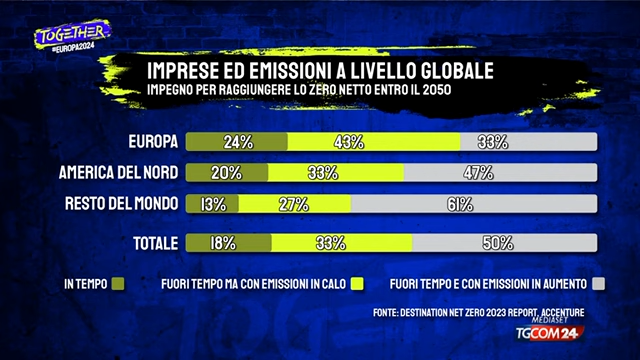 TOGETHER
#EUROPA2024
IMPRESE ED EMISSIONI A LIVELLO GLOBALE
IMPEGNO PER RAGGIUNGERE LO ZERO NETTO ENTRO IL 2050
EUROPA 24% 43% 33%
AMERICA DEL NORD 20% 33% 47%
RESTO DEL MONDO 13% 27% 61%
TOTALE 18% 33% 50%
IN TEMPO FUORI TEMPO MA CON EMISSIONI IN CALO FUORI TEMPO E CON EMISSIONI IN AUMENTO
FONTE: DESTINATION NET ZERO 2023 REPORT, ACCENTURE
MEDIASET
TGCOM24